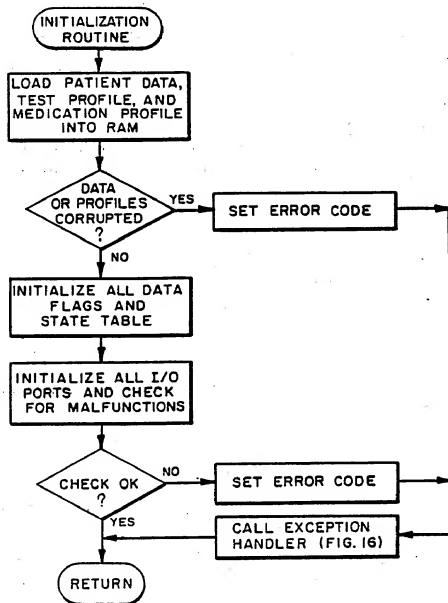 INITIALIZATION
ROUTINE
LOAD PATIENT DATA,
TEST PROFILE, AND
MEDICATION PROFILE
INTO RAM
DATA
OR PROFILES
CORRUPTED
?
YES
SET ERROR CODE
NO
INITIALIZE ALL DATA
FLAGS AND
STATE TABLE
INITIALIZE ALL I/O
PORTS AND CHECK
FOR MALFUNCTIONS
CHECK OK
?
NO
SET ERROR CODE
YES
CALL EXCEPTION
HANDLER (FIG. 16)
RETURN